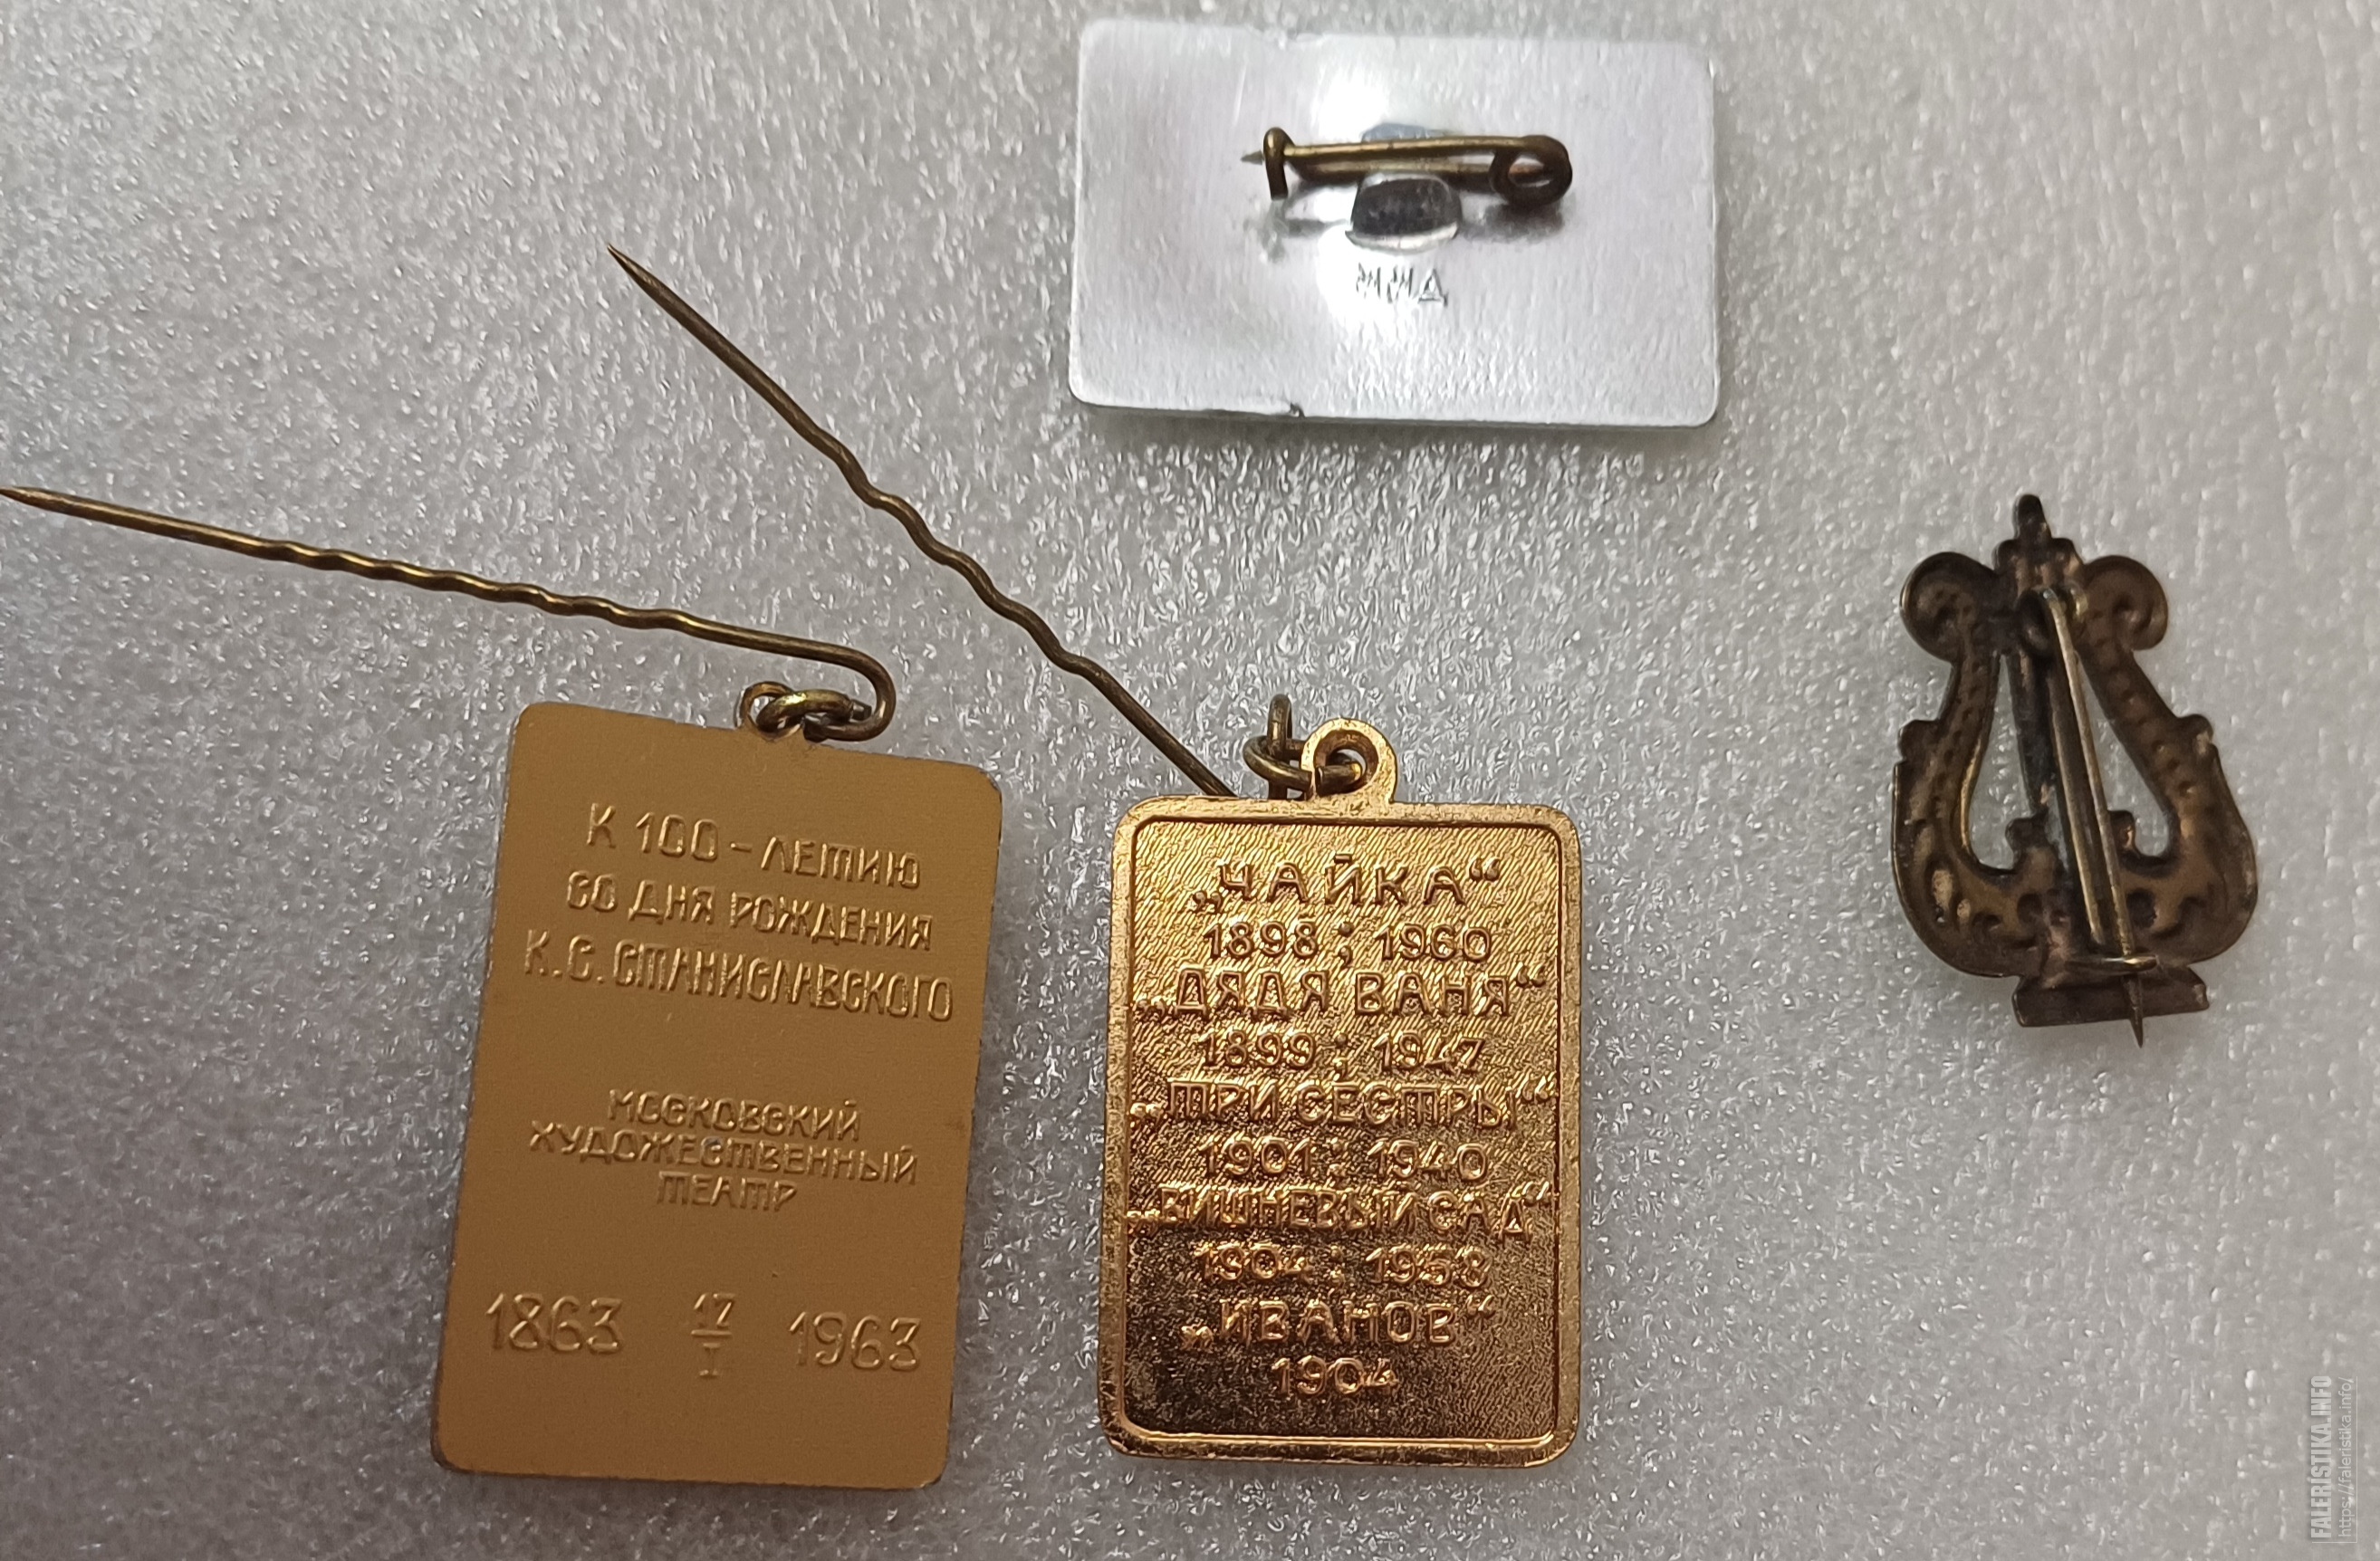 ММД
К 100-ЛЕТИЮ
СО ДНЯ РОЖДЕНИЯ
К.С. СТАНИСЛАВСКОГО
МОСКОВСКИЙ
ХУДОЖЕСТВЕННЫЙ
ТЕАТР
1863 17/I 1963
„ЧАЙКА“
1898; 1960
„ДЯДЯ ВАНЯ“
1899; 1947
„ТРИ СЕСТРЫ“
1901; 1940
„ВИШНЕВЫЙ САД“
1904; 1958
„ИВАНОВ“
1904
FALERISTIKA.INFO
https://faleristika.info/